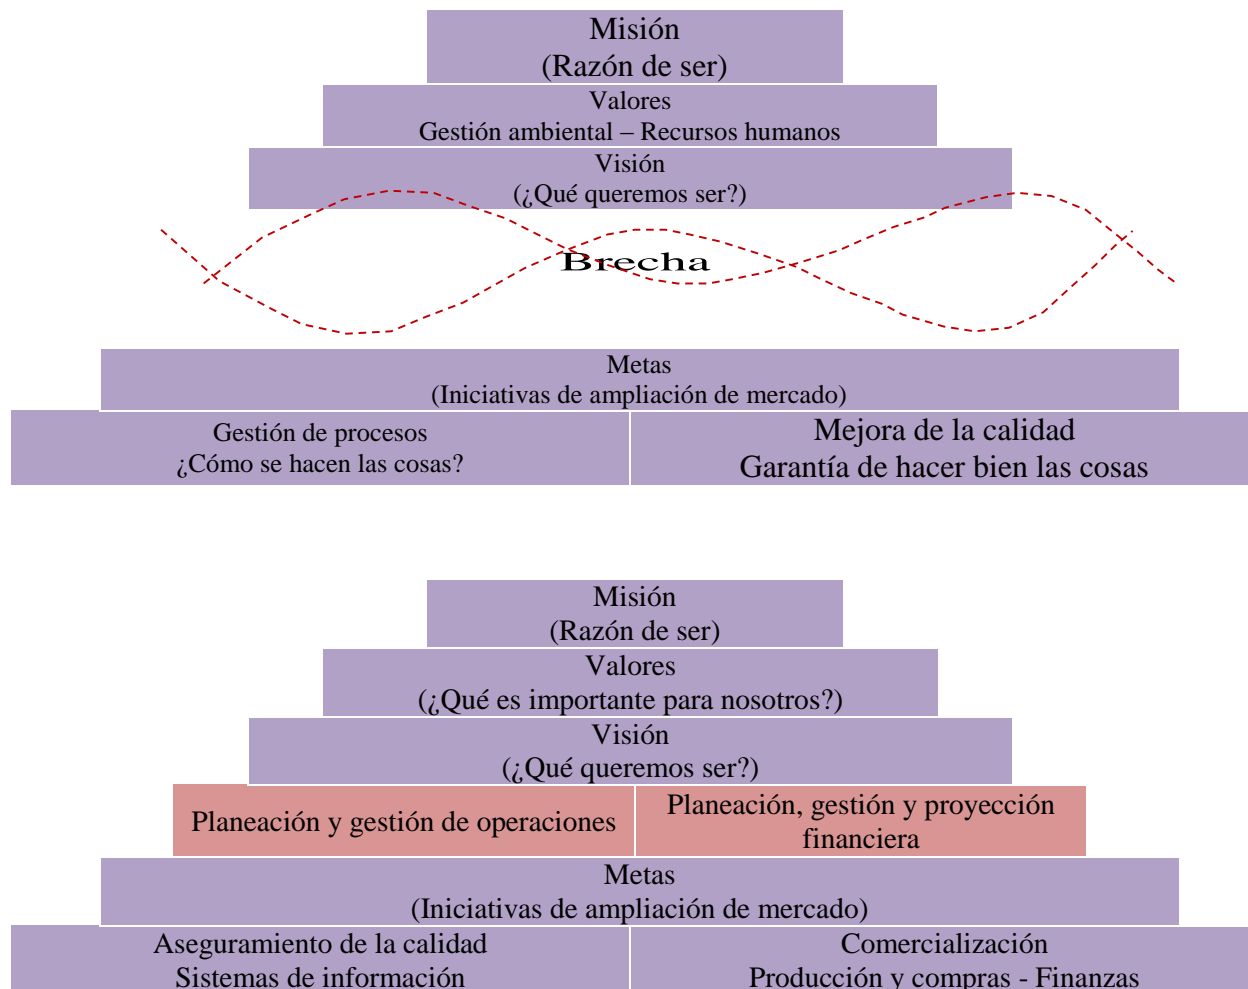 Misión
(Razón de ser)
Valores
Gestión ambiental – Recursos humanos
Visión
(¿Qué queremos ser?)
Brecha
Metas
(Iniciativas de ampliación de mercado)
Gestión de procesos
¿Cómo se hacen las cosas?
Mejora de la calidad
Garantía de hacer bien las cosas
Misión
(Razón de ser)
Valores
(¿Qué es importante para nosotros?)
Visión
(¿Qué queremos ser?)
Planeación y gestión de operaciones
Planeación, gestión y proyección
financiera
Metas
(Iniciativas de ampliación de mercado)
Aseguramiento de la calidad
Sistemas de información
Comercialización
Producción y compras - Finanzas